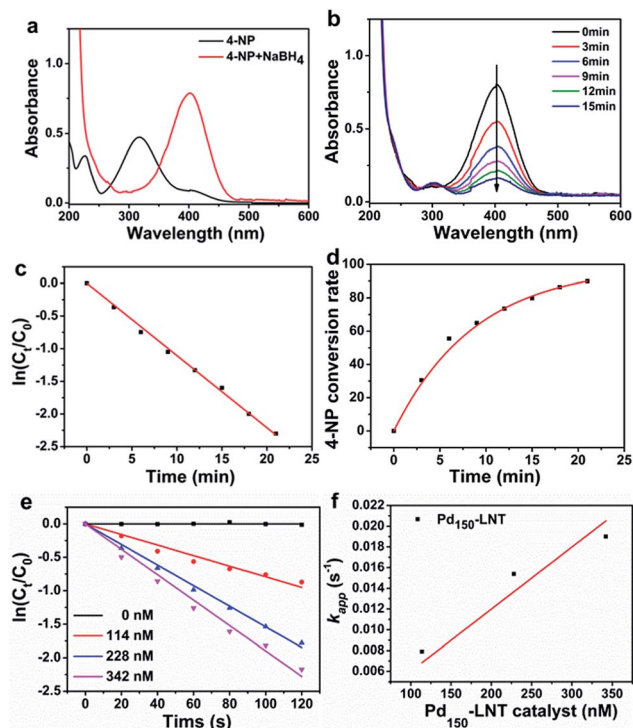 a
4-NP
4-NP+NaBH4
Absorbance
1.0
0.5
0.0
200 300 400 500 600
Wavelength (nm)
b
0min
3min
6min
9min
12min
15min
Absorbance
1.0
0.5
0.0
200 300 400 500 600
Wavelength (nm)
c
ln(Ct/C0)
0.0
-0.5
-1.0
-1.5
-2.0
-2.5
0 5 10 15 20 25
Time (min)
d
4-NP conversion rate
100
80
60
40
20
0
0 5 10 15 20 25
Time (min)
e
ln(Ct/C0)
0.0
-0.5
-1.0
-1.5
-2.0
-2.5
0 nM
114 nM
228 nM
342 nM
0 20 40 60 80 100 120
Tims (s)
f
Pd150-LNT
kapp (s-1)
0.022
0.020
0.018
0.016
0.014
0.012
0.010
0.008
0.006
100 150 200 250 300 350
Pd150-LNT catalyst (nM)